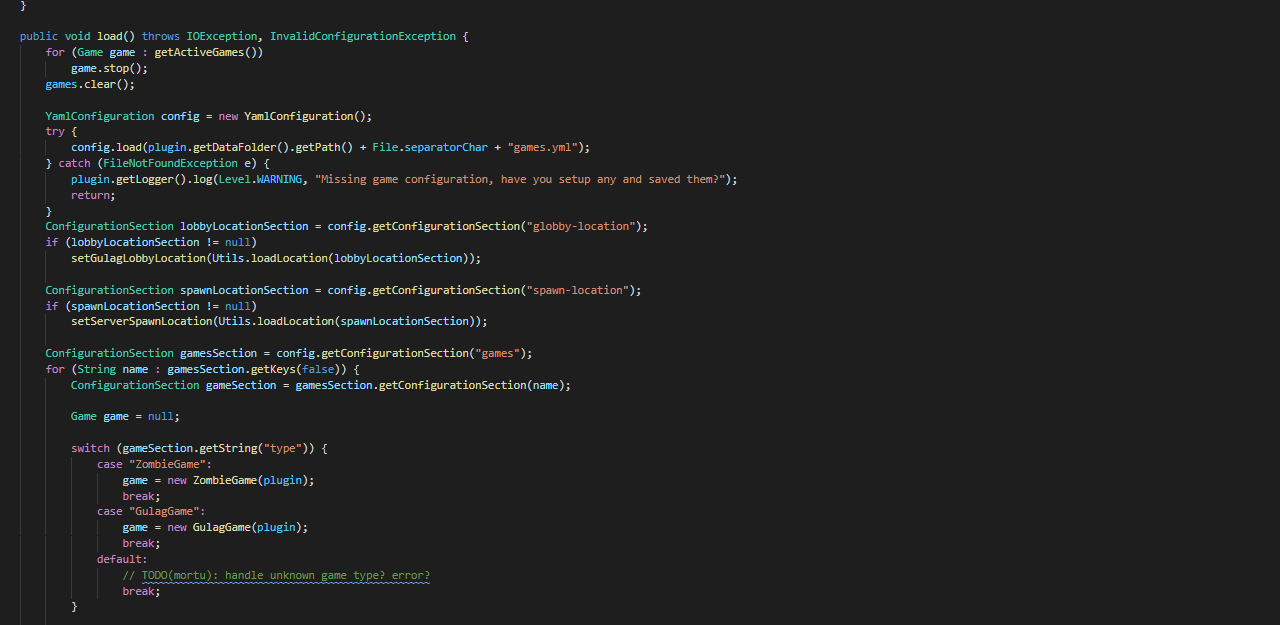 }
public void load() throws IOException, InvalidConfigurationException {
for (Game game : getActiveGames())
game.stop();
games.clear();
YamlConfiguration config = new YamlConfiguration();
try {
config.load(plugin.getDataFolder().getPath() + File.separatorChar + "games.yml");
} catch (FileNotFoundException e) {
plugin.getLogger().log(Level.WARNING, "Missing game configuration, have you setup any and saved them?");
return;
}
ConfigurationSection lobbyLocationSection = config.getConfigurationSection("globby-location");
if (lobbyLocationSection != null)
setGulagLobbyLocation(Utils.loadLocation(lobbyLocationSection));
ConfigurationSection spawnLocationSection = config.getConfigurationSection("spawn-location");
if (spawnLocationSection != null)
setServerSpawnLocation(Utils.loadLocation(spawnLocationSection));
ConfigurationSection gamesSection = config.getConfigurationSection("games");
for (String name : gamesSection.getKeys(false)) {
ConfigurationSection gameSection = gamesSection.getConfigurationSection(name);
Game game = null;
switch (gameSection.getString("type")) {
case "ZombieGame":
game = new ZombieGame(plugin);
break;
case "GulagGame":
game = new GulagGame(plugin);
break;
default:
// TODO(mortu): handle unknown game type? error?
break;
}